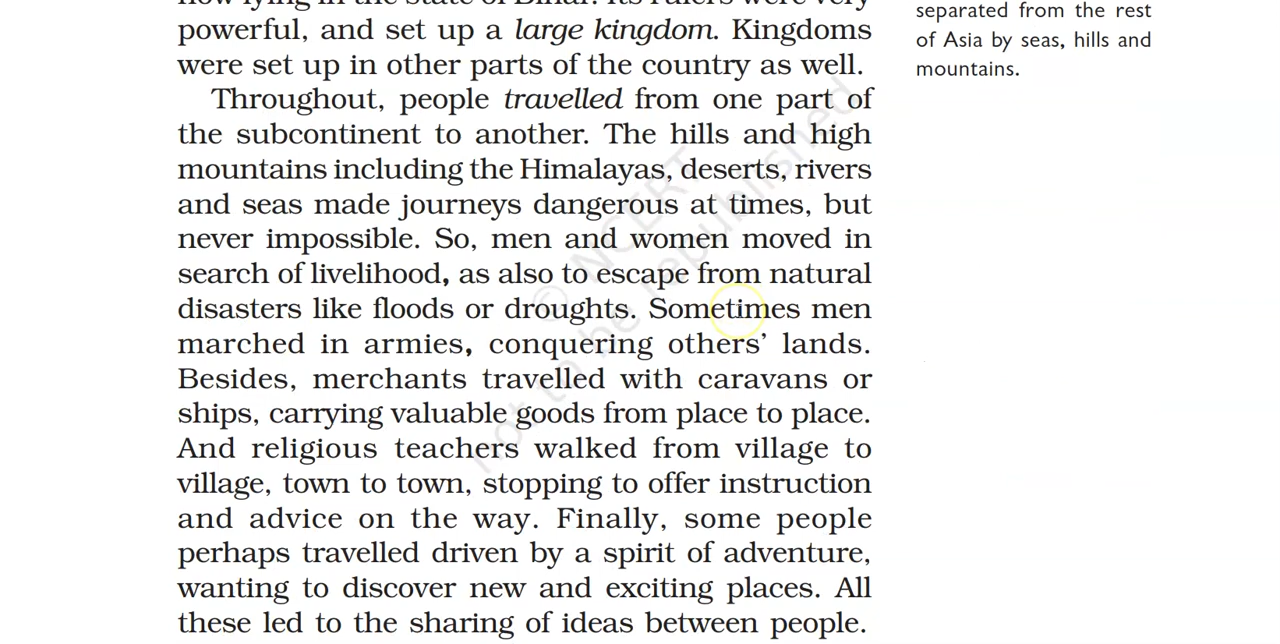 now lying in the state of Bihar. Its rulers were very
powerful, and set up a large kingdom. Kingdoms
were set up in other parts of the country as well.
Throughout, people travelled from one part of
the subcontinent to another. The hills and high
mountains including the Himalayas, deserts, rivers
and seas made journeys dangerous at times, but
never impossible. So, men and women moved in
search of livelihood, as also to escape from natural
disasters like floods or droughts. Sometimes men
marched in armies, conquering others’ lands.
Besides, merchants travelled with caravans or
ships, carrying valuable goods from place to place.
And religious teachers walked from village to
village, town to town, stopping to offer instruction
and advice on the way. Finally, some people
perhaps travelled driven by a spirit of adventure,
wanting to discover new and exciting places. All
these led to the sharing of ideas between people.
separated from the rest
of Asia by seas, hills and
mountains.
© NCERT
not to be republished